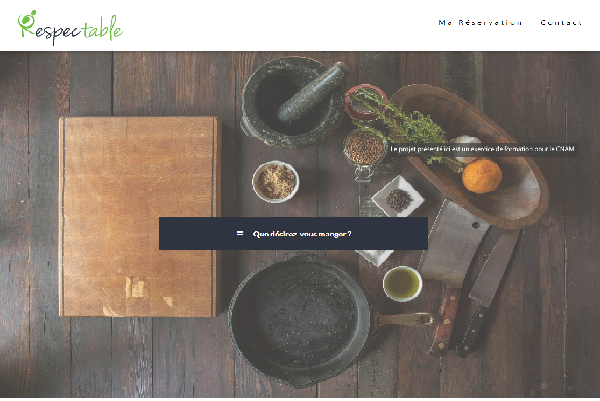 Respectable
Ma Réservation
Contact
Le projet présenté ici est un exercice de formation pour le CNAM
Que désirez-vous manger ?